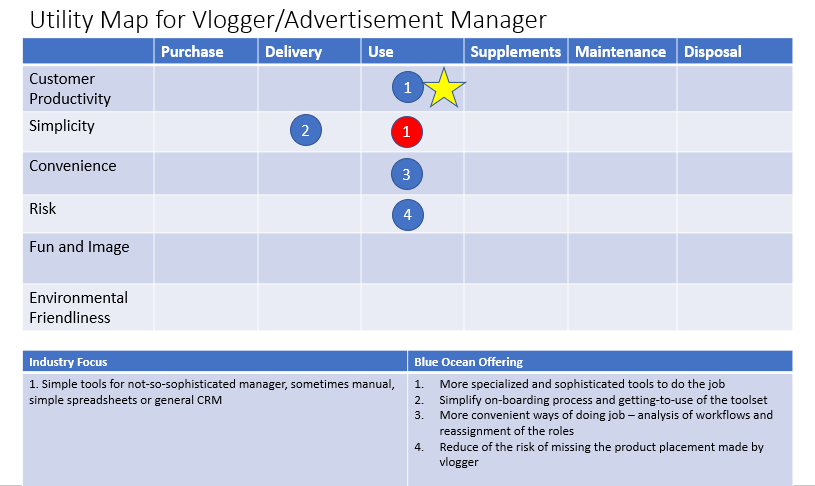 Utility Map for Vlogger/Advertisement Manager
Purchase Delivery Use Supplements Maintenance Disposal
Customer
Productivity
1
Simplicity
2
1
Convenience
3
Risk
4
Fun and Image
Environmental
Friendliness
Industry Focus
1. Simple tools for not-so-sophisticated manager, sometimes manual,
simple spreadsheets or general CRM
Blue Ocean Offering
1. More specialized and sophisticated tools to do the job
2. Simplify on-boarding process and getting-to-use of the toolset
3. More convenient ways of doing job – analysis of workflows and
reassignment of the roles
4. Reduce of the risk of missing the product placement made by
vlogger